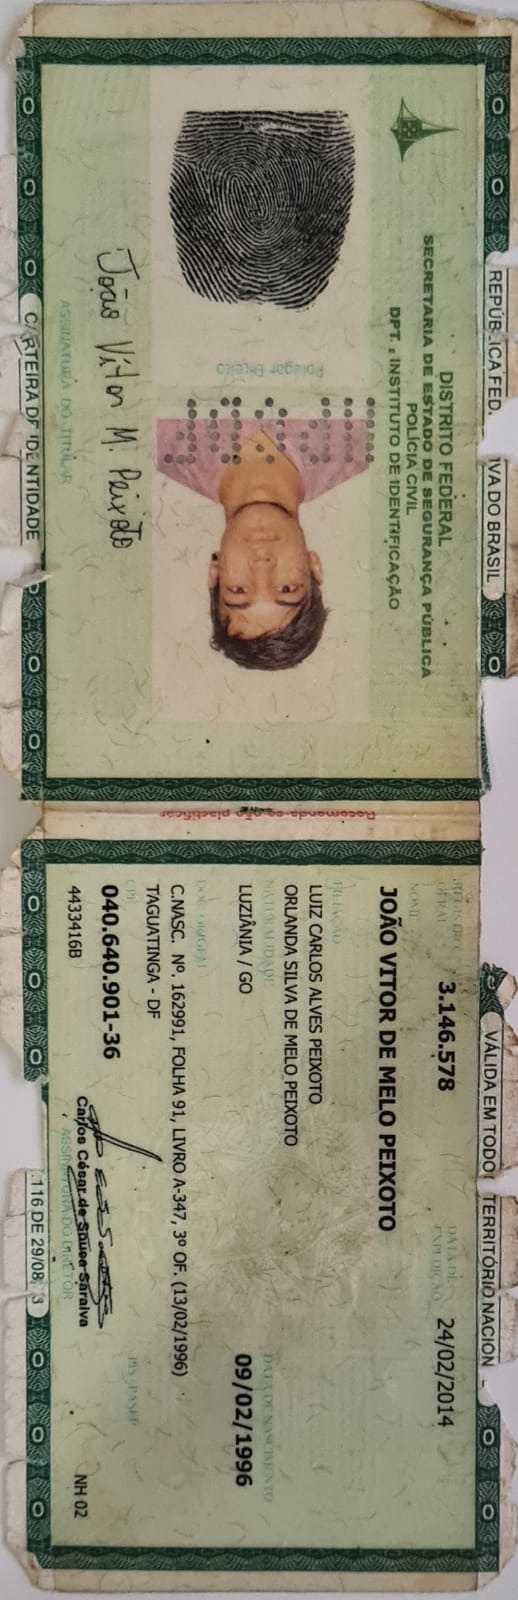 REPÚBLICA FED. IVA DO BRASIL
DISTRITO FEDERAL
SECRETARIA DE ESTADO DE SEGURANÇA PÚBLICA
POLÍCIA CIVIL
DPT. , INSTITUTO DE IDENTIFICAÇÃO
Polegar Direito
João Vitor M. Peixoto
ASSINATURA DO TITULAR
CARTEIRA DE IDENTIDADE
Recomenda-se não plastificar
VÁLIDA EM TODO TERRITÓRIO NACION
3.146.578
DATA DE EXPEDIÇÃO 24/02/2014
NOME
JOÃO VITOR DE MELO PEIXOTO
FILIAÇÃO
LUIZ CARLOS ALVES PEIXOTO
ORLANDA SILVA DE MELO PEIXOTO
NATURALIDADE DATA DE NASCIMENTO
LUZIÂNIA / GO 09/02/1996
DOC. ORIGEM
C.NASC. Nº. 162991, FOLHA 91, LIVRO A-347, 3º OF. (13/02/1996)
TAGUATINGA - DF
CPF PIS / PASEP
040.640.901-36
Carlos César de Sousa Saraiva
4433416B NH 02
ASSINATURA DO DIRETOR
116 DE 29/08/ 3